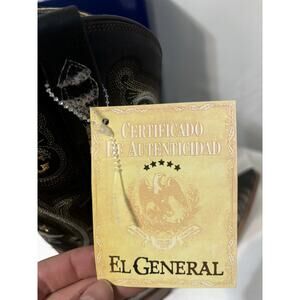 CERTIFICADO
DE AUTENTICIDAD
EL GENERAL